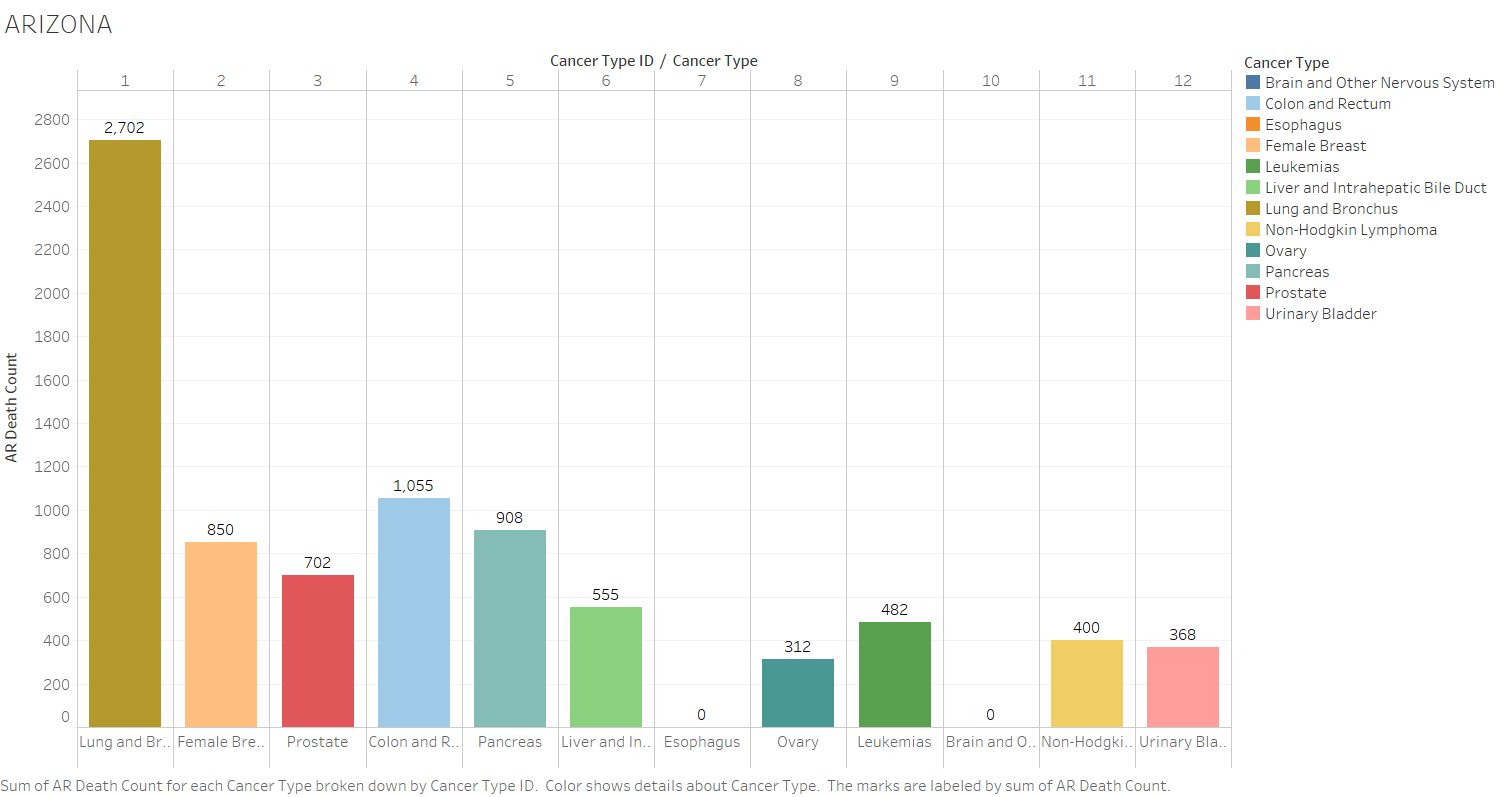 ARIZONA
Cancer Type ID / Cancer Type
1 2 3 4 5 6 7 8 9 10 11 12
AR Death Count
2800
2600
2400
2200
2000
1800
1600
1400
1200
1000
800
600
400
200
0
2,702
850
702
1,055
908
555
0
312
482
0
400
368
Lung and Br.. Female Bre.. Prostate Colon and R.. Pancreas Liver and In.. Esophagus Ovary Leukemias Brain and O.. Non-Hodgki.. Urinary Bla..
Cancer Type
Brain and Other Nervous System
Colon and Rectum
Esophagus
Female Breast
Leukemias
Liver and Intrahepatic Bile Duct
Lung and Bronchus
Non-Hodgkin Lymphoma
Ovary
Pancreas
Prostate
Urinary Bladder
Sum of AR Death Count for each Cancer Type broken down by Cancer Type ID.  Color shows details about Cancer Type.  The marks are labeled by sum of AR Death Count.